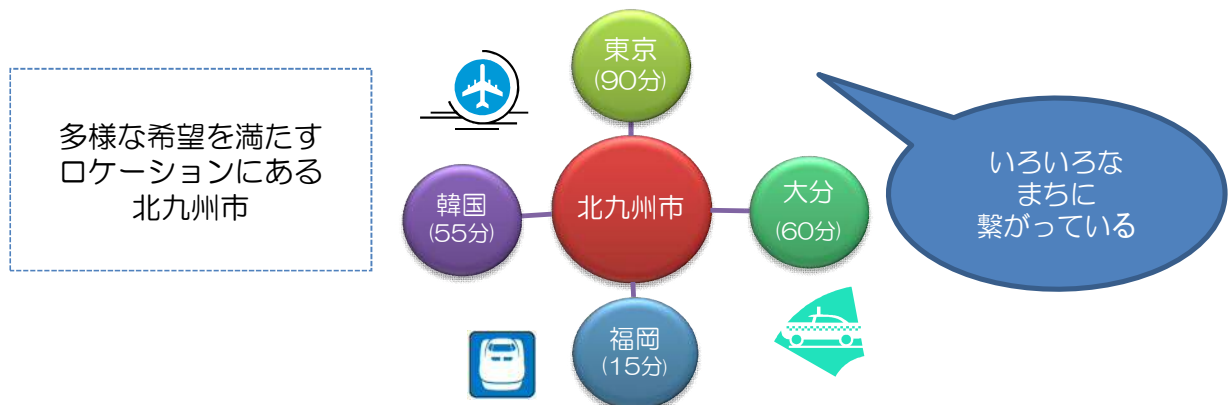 多様な希望を満たす
ロケーションにある
北九州市
東京
(90分)
韓国
(55分)
北九州市
大分
(60分)
福岡
(15分)
いろいろな
まちに
繋がっている